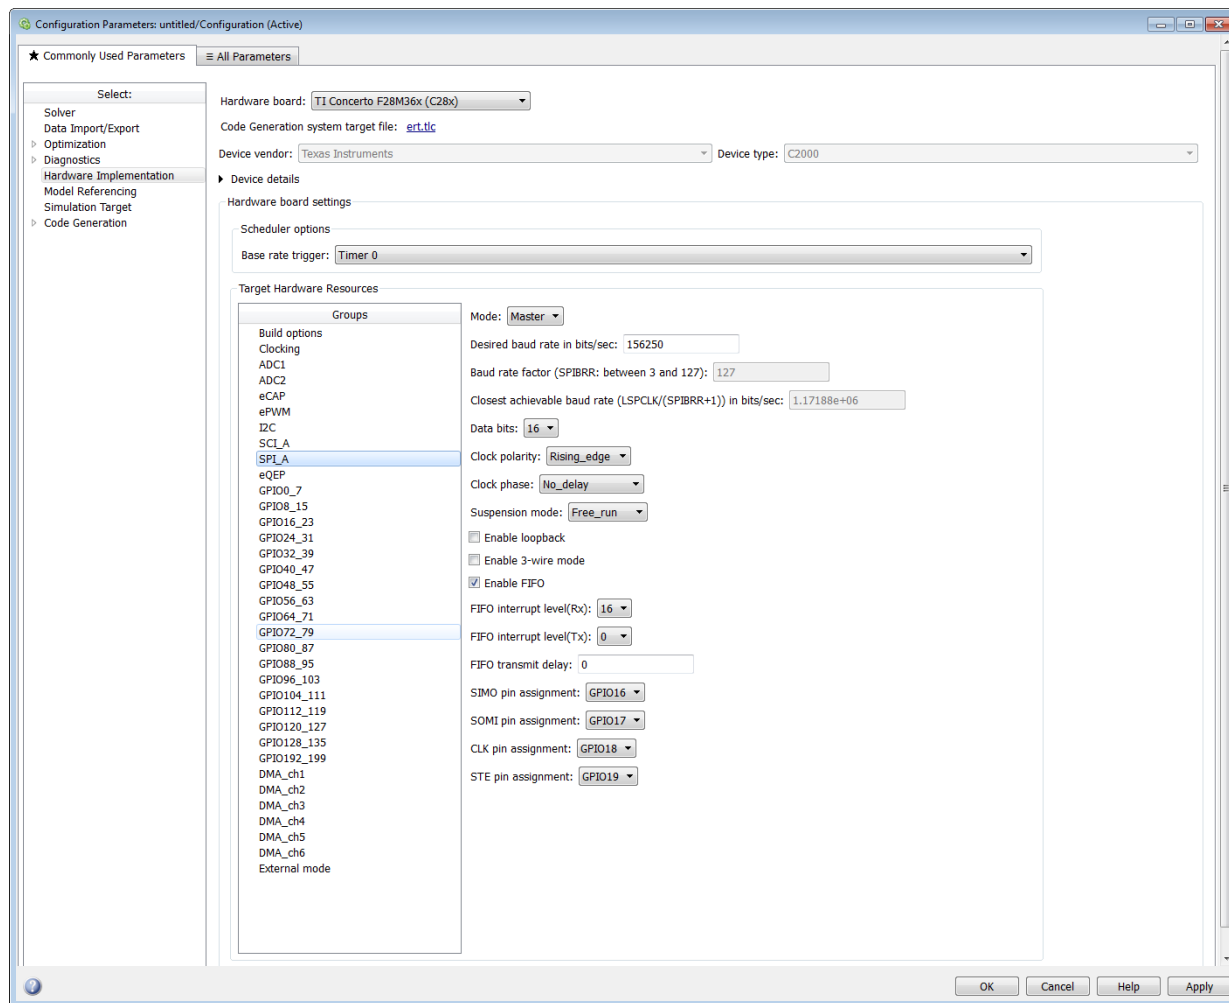 Configuration Parameters: untitled/Configuration (Active)
★ Commonly Used Parameters
≡ All Parameters
Select:
Solver
Data Import/Export
Optimization
Diagnostics
Hardware Implementation
Model Referencing
Simulation Target
Code Generation
Hardware board: TI Concerto F28M36x (C28x)
Code Generation system target file: ert.tlc
Device vendor: Texas Instruments Device type: C2000
Device details
Hardware board settings
Scheduler options
Base rate trigger: Timer 0
Target Hardware Resources
Groups
Build options
Clocking
ADC1
ADC2
eCAP
ePWM
I2C
SCI_A
SPI_A
eQEP
GPIO0_7
GPIO8_15
GPIO16_23
GPIO24_31
GPIO32_39
GPIO40_47
GPIO48_55
GPIO56_63
GPIO64_71
GPIO72_79
GPIO80_87
GPIO88_95
GPIO96_103
GPIO104_111
GPIO112_119
GPIO120_127
GPIO128_135
GPIO192_199
DMA_ch1
DMA_ch2
DMA_ch3
DMA_ch4
DMA_ch5
DMA_ch6
External mode
Mode: Master
Desired baud rate in bits/sec: 156250
Baud rate factor (SPIBRR: between 3 and 127): 127
Closest achievable baud rate (LSPCLK/(SPIBRR+1)) in bits/sec: 1.17188e+06
Data bits: 16
Clock polarity: Rising_edge
Clock phase: No_delay
Suspension mode: Free_run
Enable loopback
Enable 3-wire mode
Enable FIFO
FIFO interrupt level(Rx): 16
FIFO interrupt level(Tx): 0
FIFO transmit delay: 0
SIMO pin assignment: GPIO16
SOMI pin assignment: GPIO17
CLK pin assignment: GPIO18
STE pin assignment: GPIO19
OK Cancel Help Apply